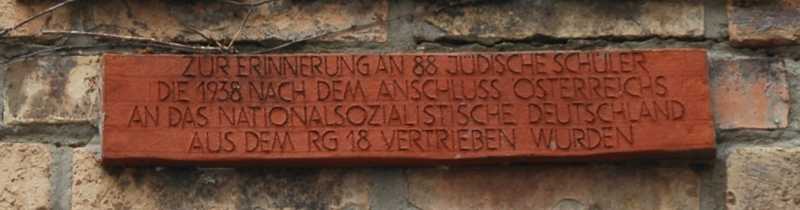 ZUR ERINNERUNG AN 88 JÜDISCHE SCHÜLER
DIE 1938 NACH DEM ANSCHLUSS ÖSTERREICHS
AN DAS NATIONALSOZIALISTISCHE DEUTSCHLAND
AUS DEM RG 18 VERTRIEBEN WURDEN